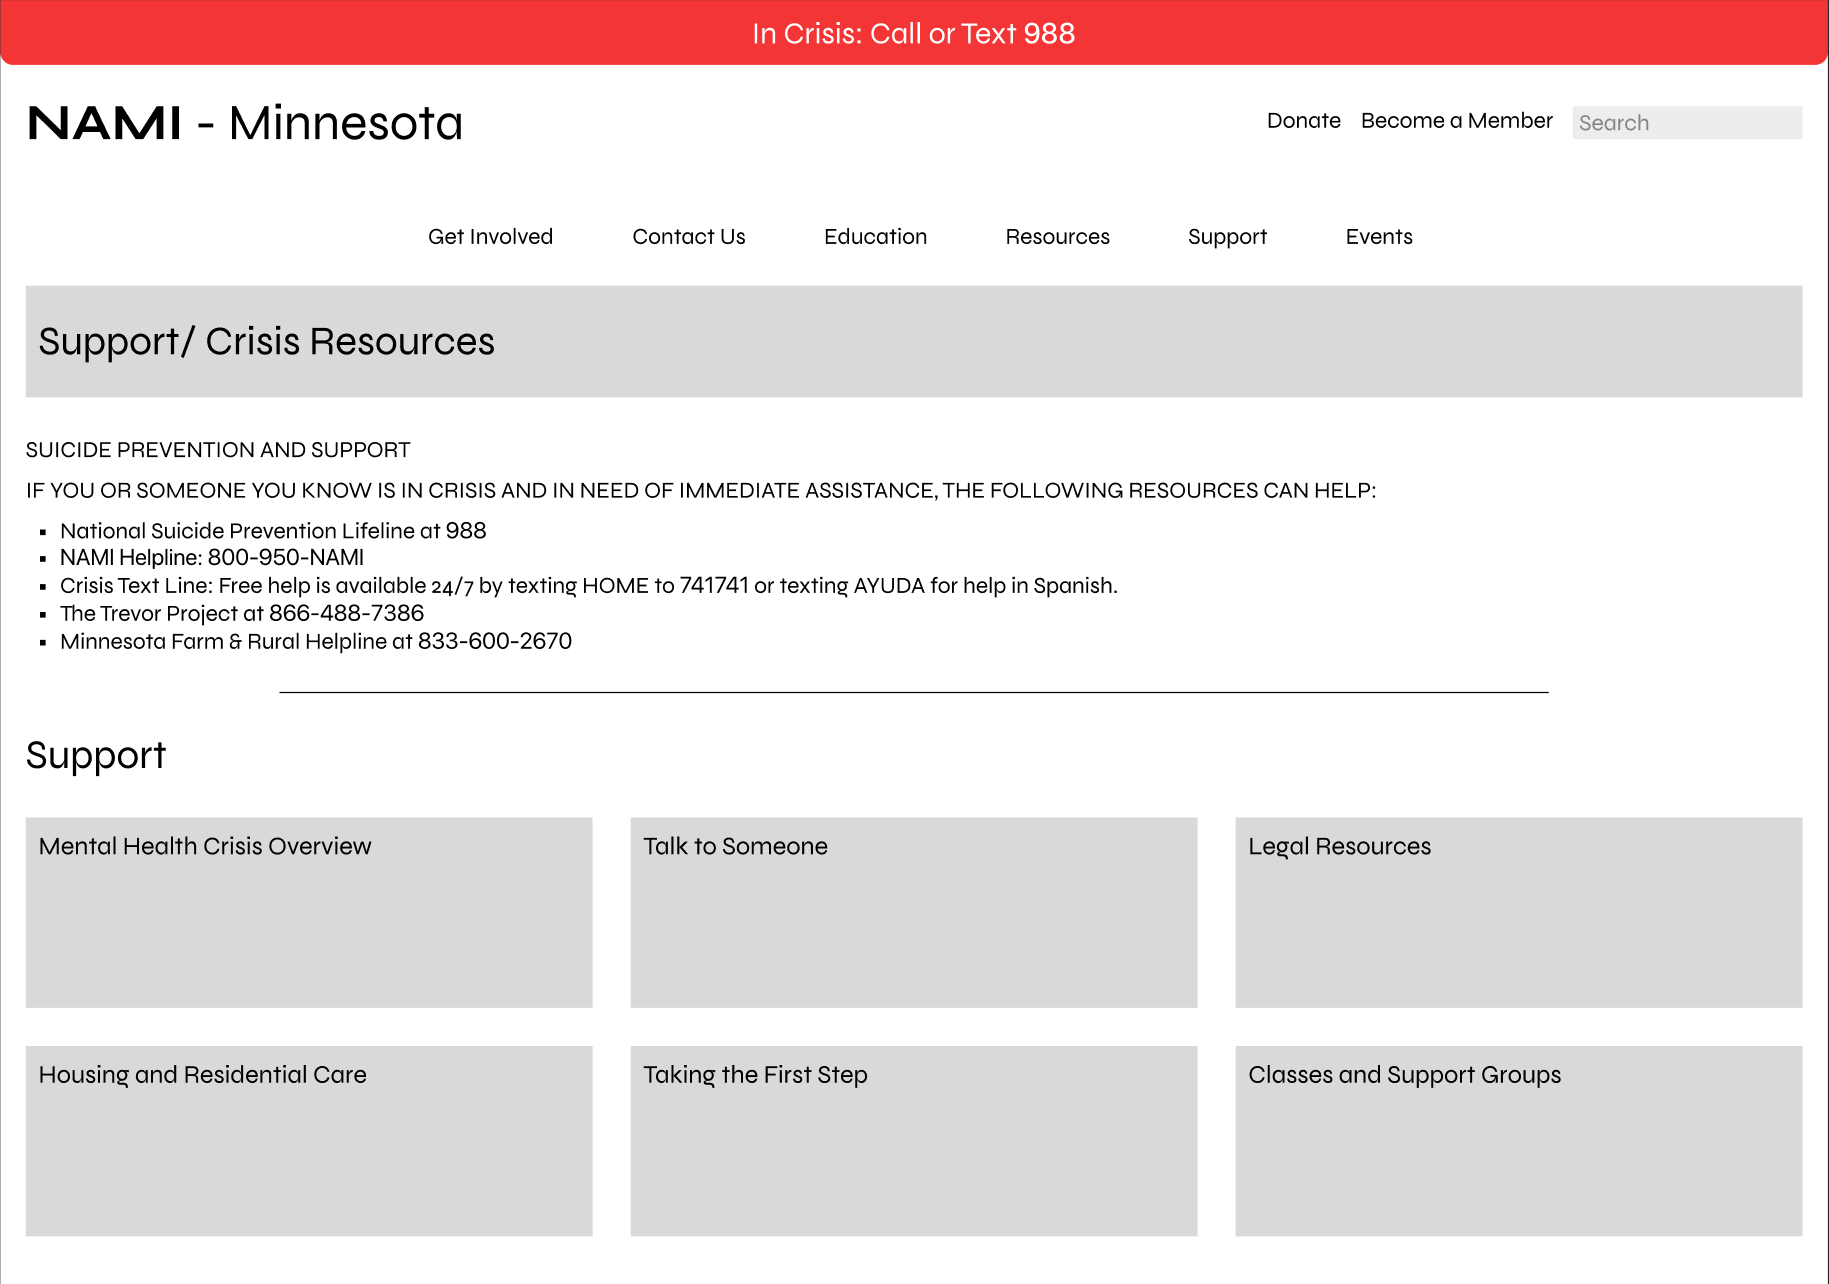 In Crisis: Call or Text 988
NAMI - Minnesota
Donate Become a Member Search
Get Involved Contact Us Education Resources Support Events
Support/ Crisis Resources
SUICIDE PREVENTION AND SUPPORT
IF YOU OR SOMEONE YOU KNOW IS IN CRISIS AND IN NEED OF IMMEDIATE ASSISTANCE, THE FOLLOWING RESOURCES CAN HELP:
▪ National Suicide Prevention Lifeline at 988
▪ NAMI Helpline: 800-950-NAMI
▪ Crisis Text Line: Free help is available 24/7 by texting HOME to 741741 or texting AYUDA for help in Spanish.
▪ The Trevor Project at 866-488-7386
▪ Minnesota Farm & Rural Helpline at 833-600-2670
Support
Mental Health Crisis Overview
Talk to Someone
Legal Resources
Housing and Residential Care
Taking the First Step
Classes and Support Groups